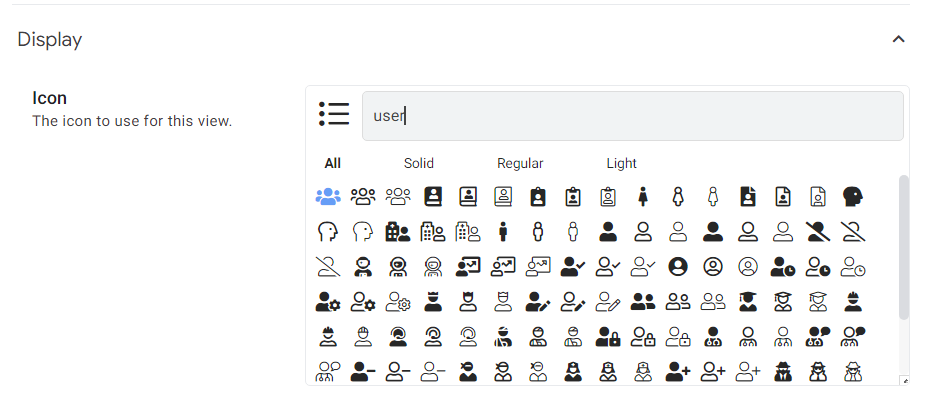 Display
Icon
The icon to use for this view.
user
All Solid Regular Light